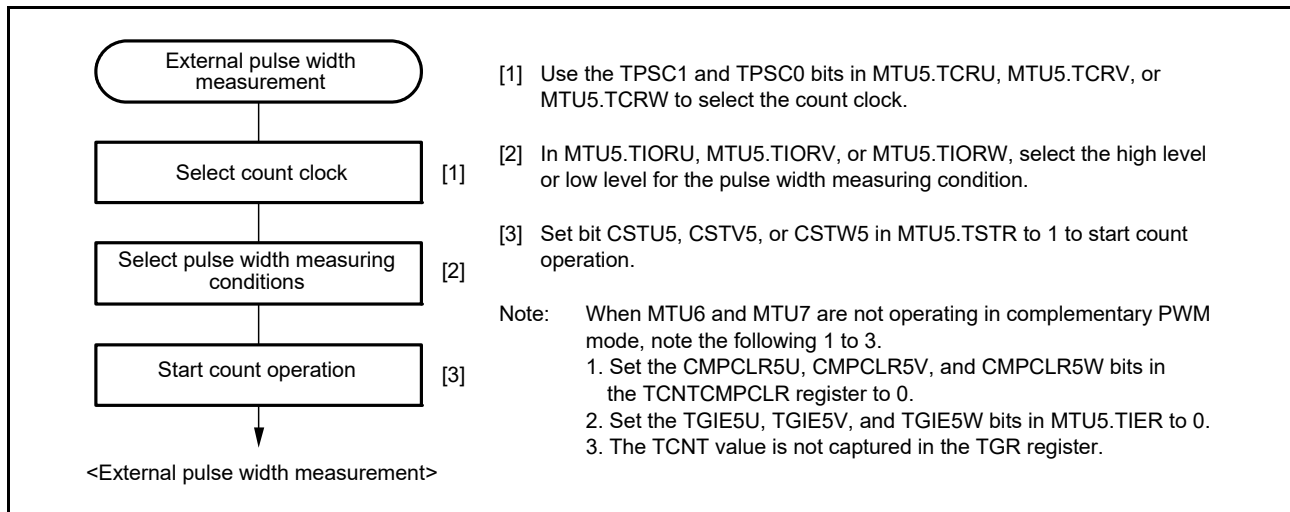 External pulse width
measurement
Select count clock
[1]
Select pulse width measuring
conditions
[2]
Start count operation
[3]
<External pulse width measurement>
[1] Use the TPSC1 and TPSC0 bits in MTU5.TCRU, MTU5.TCRV, or
MTU5.TCRW to select the count clock.
[2] In MTU5.TIORU, MTU5.TIORV, or MTU5.TIORW, select the high level
or low level for the pulse width measuring condition.
[3] Set bit CSTU5, CSTV5, or CSTW5 in MTU5.TSTR to 1 to start count
operation.
Note: When MTU6 and MTU7 are not operating in complementary PWM
mode, note the following 1 to 3.
1. Set the CMPCLR5U, CMPCLR5V, and CMPCLR5W bits in
the TCNTCMPCLR register to 0.
2. Set the TGIE5U, TGIE5V, and TGIE5W bits in MTU5.TIER to 0.
3. The TCNT value is not captured in the TGR register.